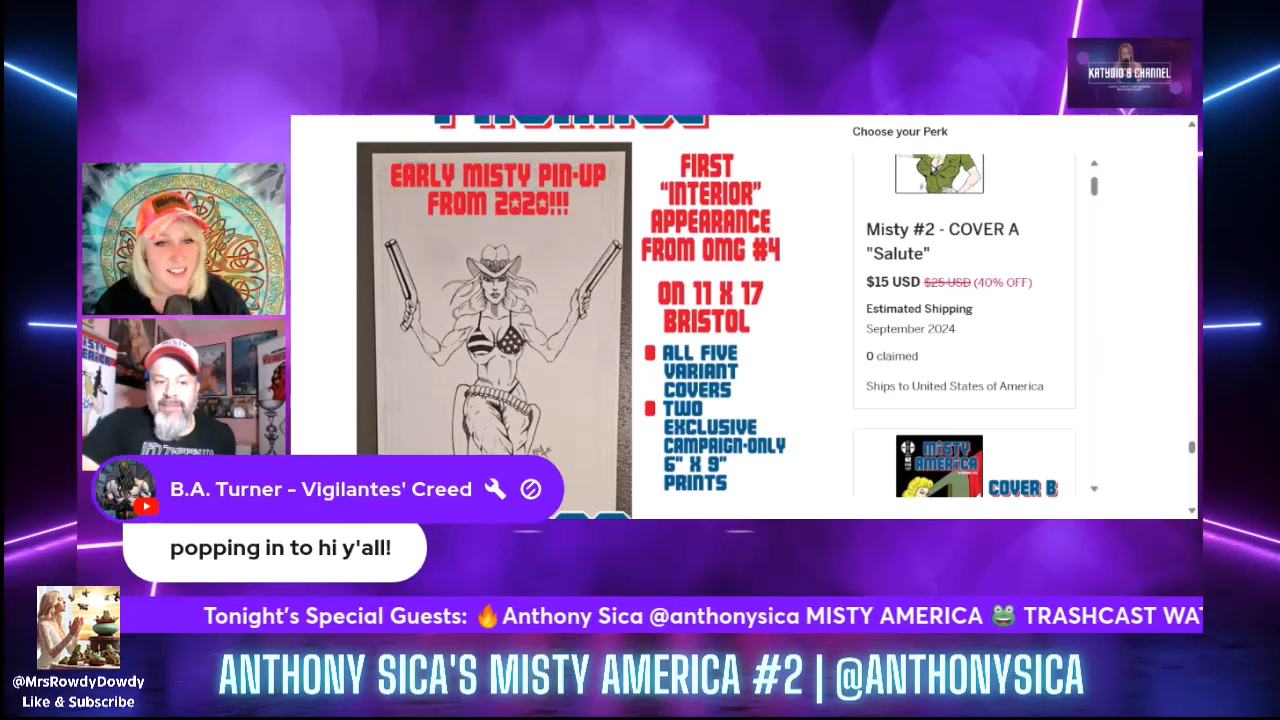 KATYDID'S CHANNEL
EARLY MISTY PIN-UP
FROM 2020!!!
FIRST
"INTERIOR"
APPEARANCE
FROM OMG #4
ON 11 X 17
BRISTOL
ALL FIVE
VARIANT
COVERS
TWO
EXCLUSIVE
CAMPAIGN-ONLY
6" X 9"
PRINTS
Choose your Perk
Misty #2 - COVER A
"Salute"
$15 USD $25 USD (40% OFF)
Estimated Shipping
September 2024
0 claimed
Ships to United States of America
MISTY
AMERICA
COVER B
MISTY
B.A. Turner - Vigilantes' Creed
popping in to hi y'all!
Tonight's Special Guests: 🔥Anthony Sica @anthonysica MISTY AMERICA 🐸 TRASHCAST WAT
@MrsRowdyDowdy
Like & Subscribe
ANTHONY SICA'S MISTY AMERICA #2 | @ANTHONYSICA